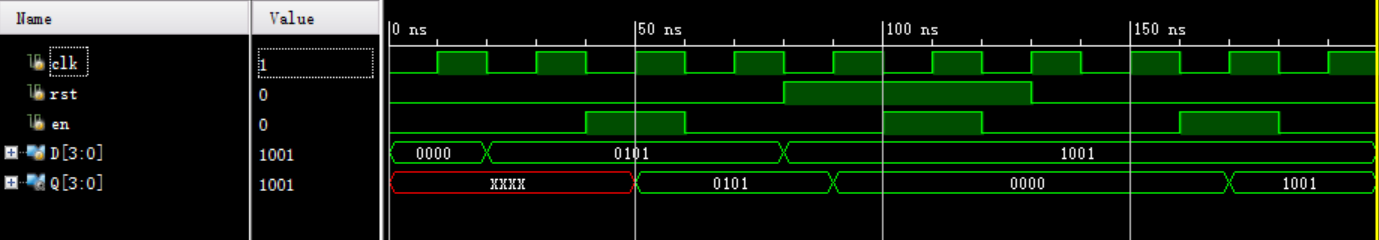 Name Value
0 ns 50 ns 100 ns 150 ns
clk 1
rst 0
en 0
D[3:0] 1001 0000 0101 1001
Q[3:0] 1001 XXXX 0101 0000 1001